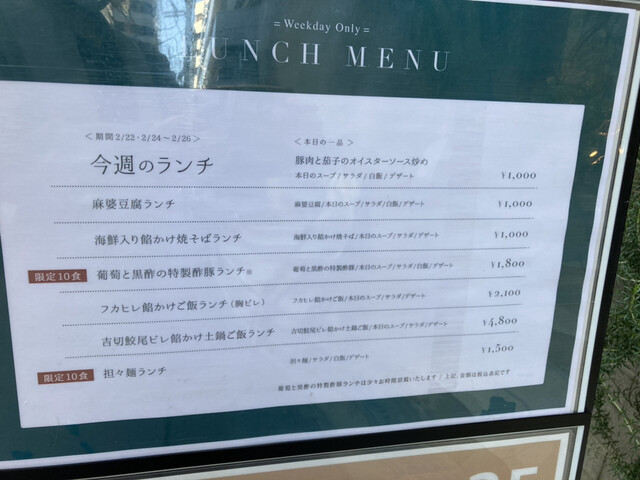 = Weekday Only =
UNCH MENU
＜期間 2/22・2/24～2/26＞ ＜本日の一品＞
今週のランチ 豚肉と茄子のオイスターソース炒め
本日のスープ/サラダ/白飯/デザート ¥1,000
麻婆豆腐ランチ 麻婆豆腐/本日のスープ/サラダ/白飯/デザート ¥1,000
海鮮入り餡かけ焼そばランチ 海鮮入り餡かけ焼そば/本日のスープ/サラダ/デザート ¥1,000
限定10食 葡萄と黒酢の特製酢豚ランチ※ 葡萄と黒酢の特製酢豚/本日のスープ/サラダ/白飯/デザート ¥1,800
フカヒレ餡かけご飯ランチ(胸ビレ) フカヒレ餡かけご飯/本日のスープ/サラダ/デザート ¥2,100
吉切鮫尾ビレ餡かけ土鍋ご飯ランチ 吉切鮫尾ビレ餡かけ土鍋ご飯/本日のスープ/サラダ/デザート ¥4,800
限定10食 担々麺ランチ 担々麺/サラダ/白飯/デザート ¥1,500
葡萄と黒酢の特製酢豚ランチは少々お時間頂戴いたします / 上記、金額は税込表記です